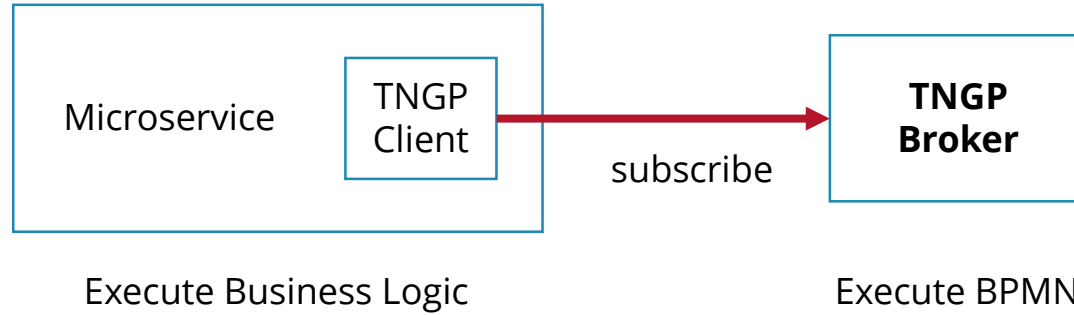 Microservice
TNGP
Client
subscribe
TNGP
Broker
Execute Business Logic
Execute BPMN